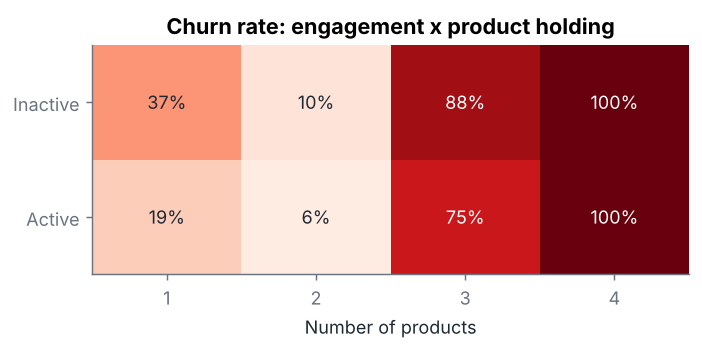 Churn rate: engagement x product holding
Inactive 37% 10% 88% 100%
Active 19% 6% 75% 100%
1 2 3 4
Number of products